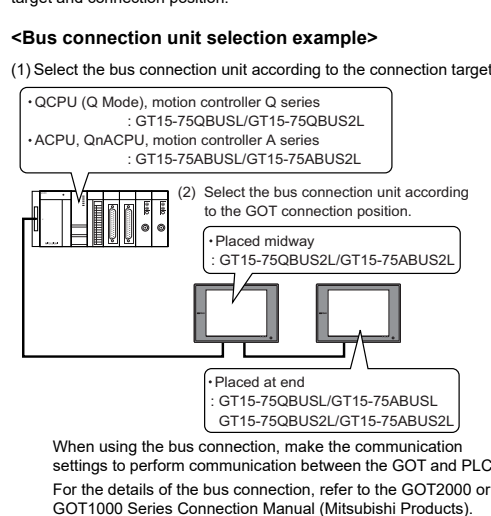 target and connection position.
<Bus connection unit selection example>
(1) Select the bus connection unit according to the connection target
・QCPU (Q Mode), motion controller Q series
: GT15-75QBUSL/GT15-75QBUS2L
・ACPU, QnACPU, motion controller A series
: GT15-75ABUSL/GT15-75ABUS2L
(2) Select the bus connection unit according
to the GOT connection position.
・Placed midway
: GT15-75QBUS2L/GT15-75ABUS2L
・Placed at end
: GT15-75QBUSL/GT15-75ABUSL
GT15-75QBUS2L/GT15-75ABUS2L
When using the bus connection, make the communication
settings to perform communication between the GOT and PLC
For the details of the bus connection, refer to the GOT2000 or
GOT1000 Series Connection Manual (Mitsubishi Products).